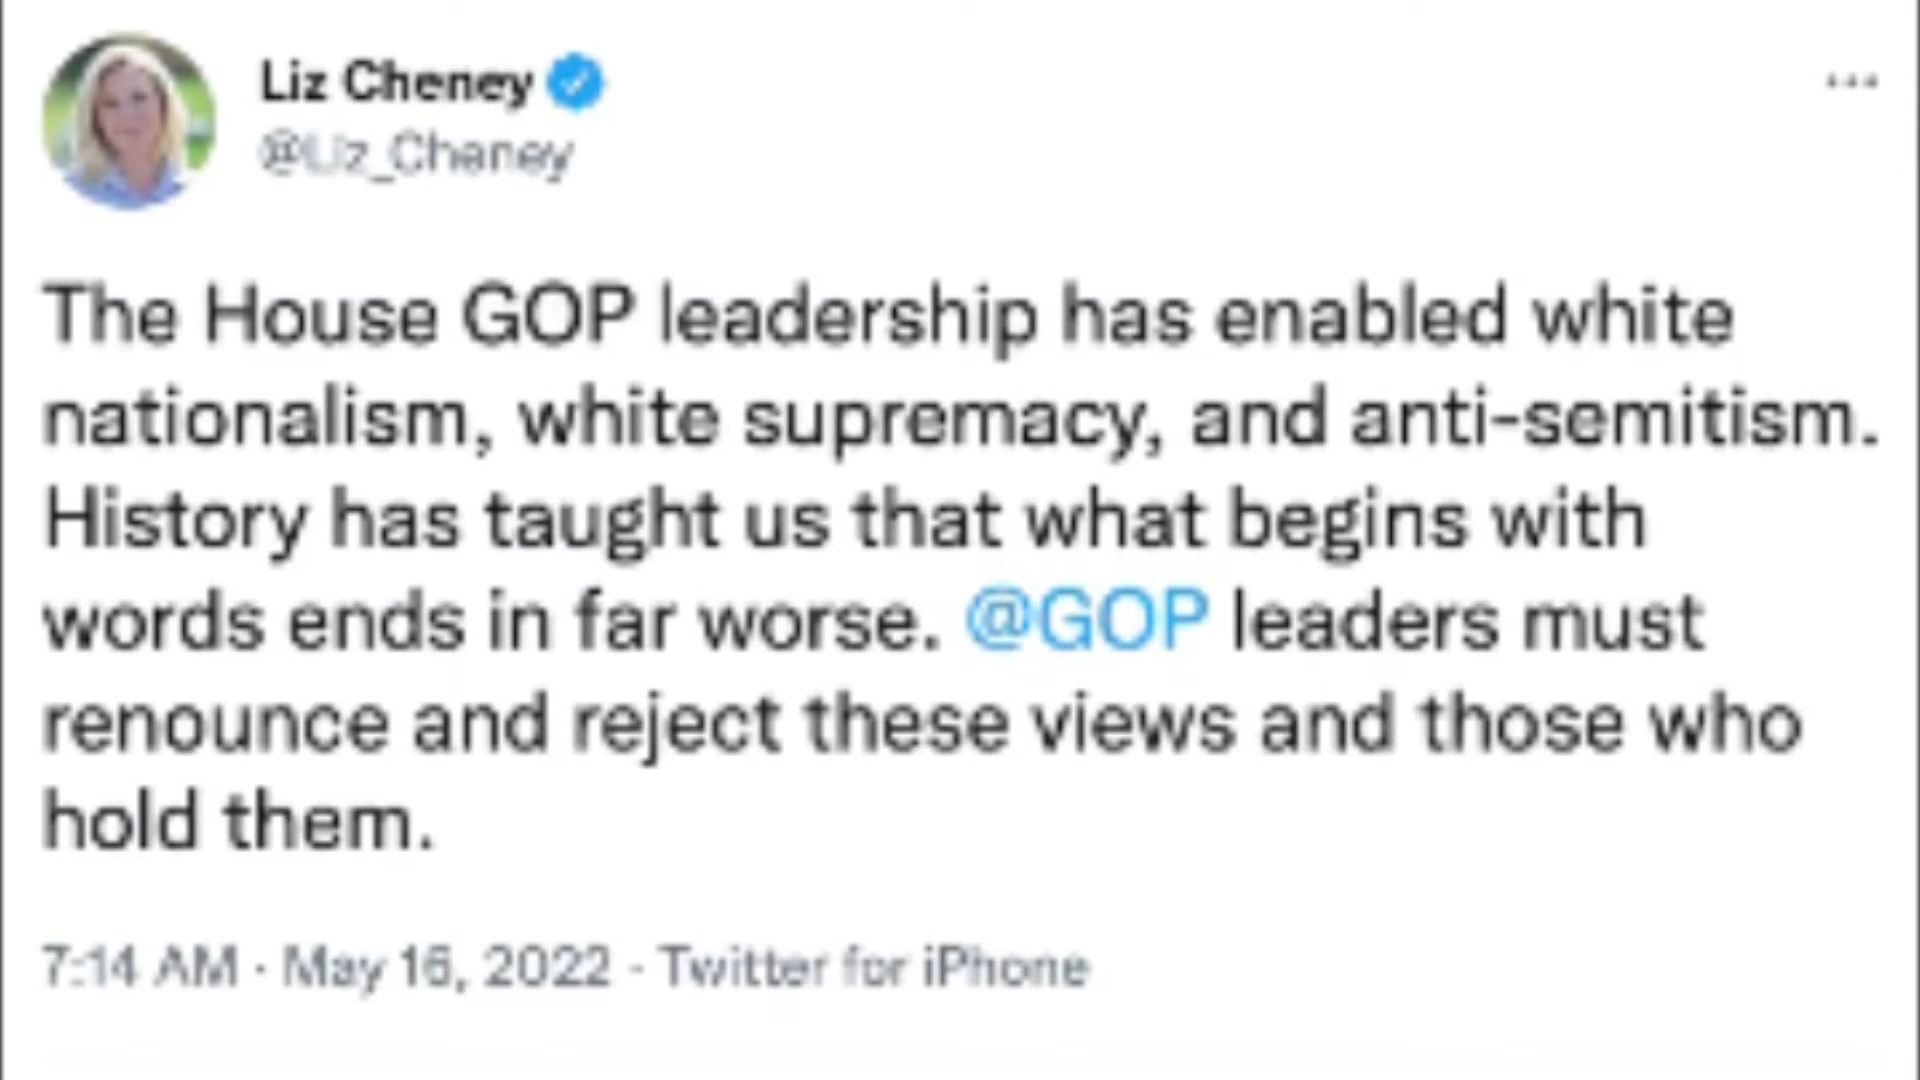 Liz Cheney
@Liz_Cheney
The House GOP leadership has enabled white
nationalism, white supremacy, and anti-semitism.
History has taught us that what begins with
words ends in far worse. @GOP leaders must
renounce and reject these views and those who
hold them.
7:14 AM · May 16, 2022 · Twitter for iPhone